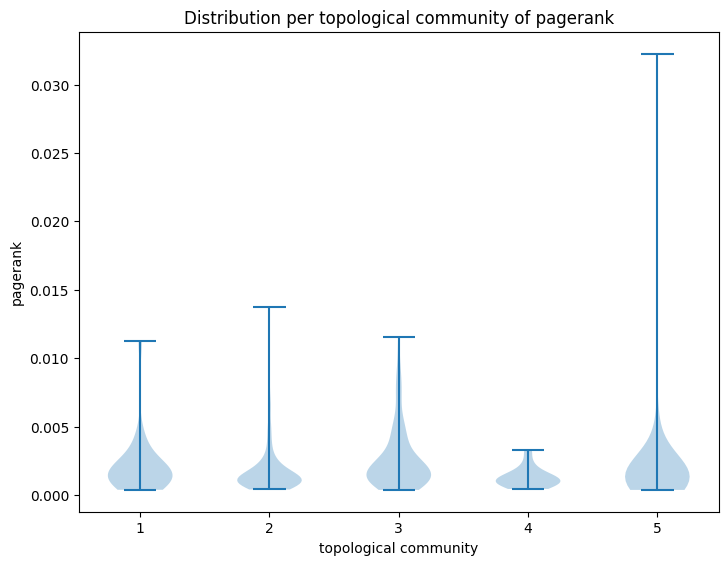 Distribution per topological community of pagerank
pagerank
0.030
0.025
0.020
0.015
0.010
0.005
0.000
1 2 3 4 5
topological community